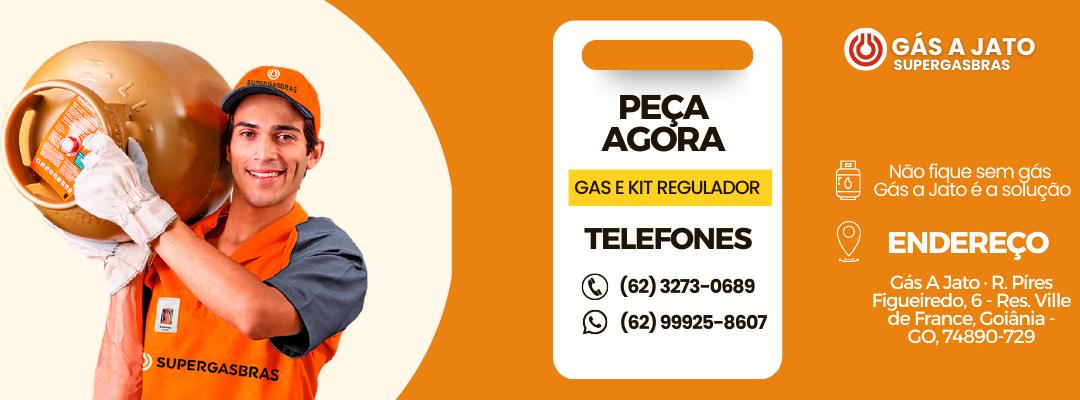 SUPERGASBRAS
SUPERGASBRAS
PEÇA
AGORA
GAS E KIT REGULADOR
TELEFONES
(62) 3273-0689
(62) 99925-8607
GÁS A JATO
SUPERGASBRAS
Não fique sem gás
Gás a Jato é a solução
ENDEREÇO
Gás A Jato · R. Píres
Figueiredo, 6 - Res. Ville
de France, Goiânia -
GO, 74890-729